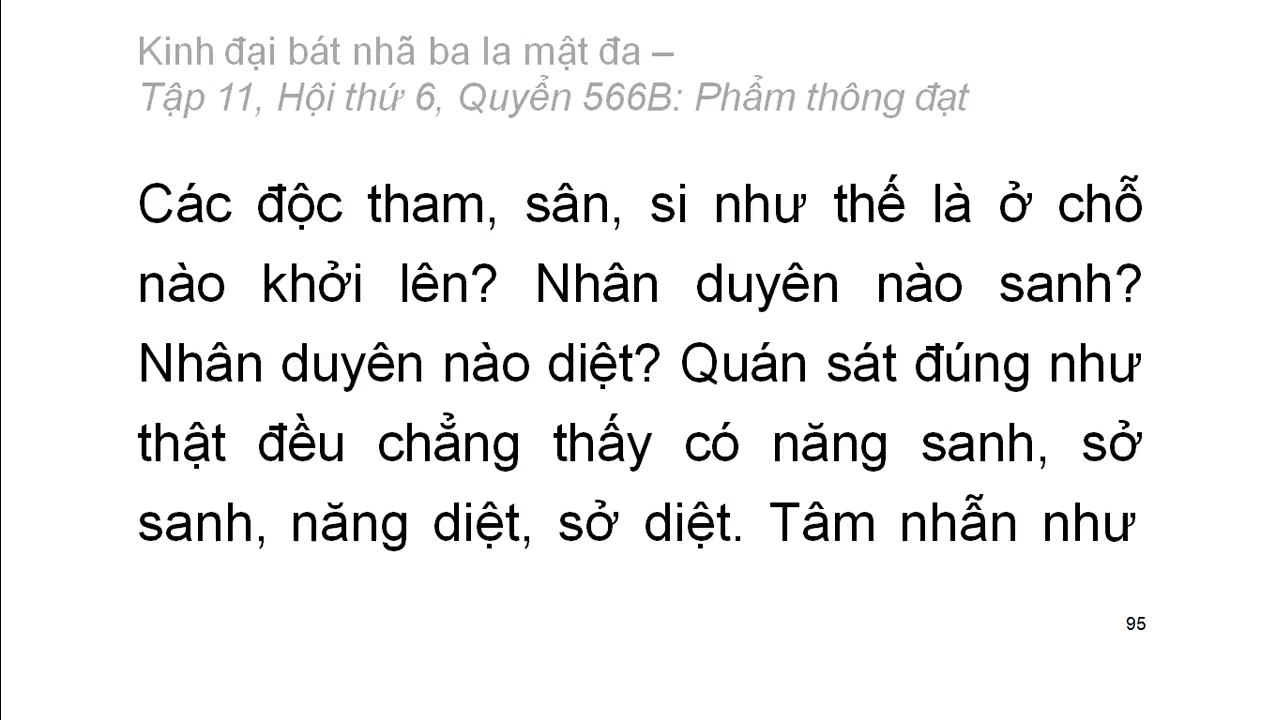 Kinh đại bát nhã ba la mật đa –
Tập 11, Hội thứ 6, Quyển 566B: Phẩm thông đạt
Các độc tham, sân, si như thế là ở chỗ
nào khởi lên? Nhân duyên nào sanh?
Nhân duyên nào diệt? Quán sát đúng như
thật đều chẳng thấy có năng sanh, sở
sanh, năng diệt, sở diệt. Tâm nhẫn như
95